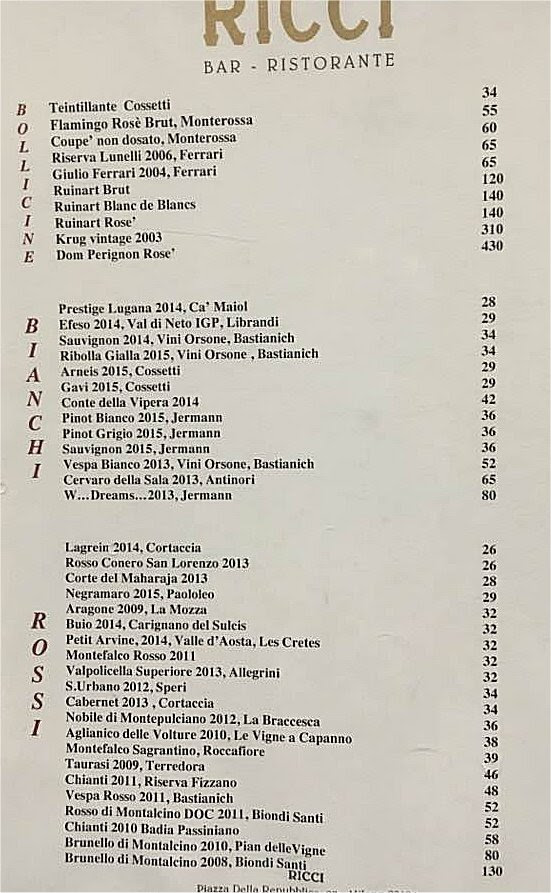 RICCI
BAR - RISTORANTE
BOLLICINE
Teintillante Cossetti 34
Flamingo Rosè Brut, Monterossa 55
Coupe' non dosato, Monterossa 60
Riserva Lunelli 2006, Ferrari 65
Giulio Ferrari 2004, Ferrari 65
Ruinart Brut 120
Ruinart Blanc de Blancs 140
Ruinart Rose' 140
Krug vintage 2003 310
Dom Perignon Rose' 430
BIANCHI
Prestige Lugana 2014, Ca' Maiol 28
Efeso 2014, Val di Neto IGP, Librandi 29
Sauvignon 2014, Vini Orsone, Bastianich 34
Ribolla Gialla 2015, Vini Orsone , Bastianich 34
Arneis 2015, Cossetti 29
Gavi 2015, Cossetti 29
Conte della Vipera 2014 42
Pinot Bianco 2015, Jermann 36
Pinot Grigio 2015, Jermann 36
Sauvignon 2015, Jermann 36
Vespa Bianco 2013, Vini Orsone, Bastianich 52
Cervaro della Sala 2013, Antinori 65
W...Dreams...2013, Jermann 80
ROSSI
Lagrein 2014, Cortaccia 26
Rosso Conero San Lorenzo 2013 26
Corte del Maharaja 2013 28
Negramaro 2015, Paololeo 29
Aragone 2009, La Mozza 32
Buio 2014, Carignano del Sulcis 32
Petit Arvine, 2014, Valle d'Aosta, Les Cretes 32
Montefalco Rosso 2011 32
Valpolicella Superiore 2013, Allegrini 32
S.Urbano 2012, Speri 34
Cabernet 2013 , Cortaccia 34
Nobile di Montepulciano 2012, La Braccesca 36
Aglianico delle Volture 2010, Le Vigne a Capanno 38
Montefalco Sagrantino, Roccafiore 39
Taurasi 2009, Terredora 46
Chianti 2011, Riserva Fizzano 48
Vespa Rosso 2011, Bastianich 52
Rosso di Montalcino DOC 2011, Biondi Santi 52
Chianti 2010 Badia Passiniano 58
Brunello di Montalcino 2010, Pian delleVigne 80
Brunello di Montalcino 2008, Biondi Santi 130
RICCI
Piazza Della Repubblica